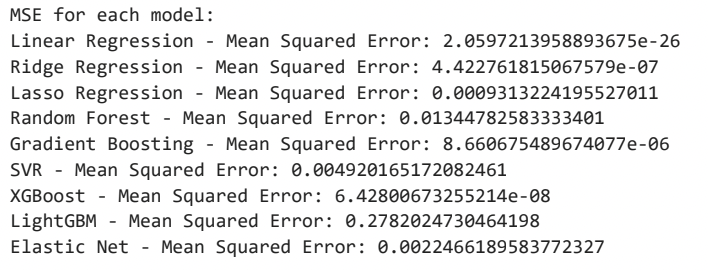 MSE for each model:
Linear Regression - Mean Squared Error: 2.0597213958893675e-26
Ridge Regression - Mean Squared Error: 4.422761815067579e-07
Lasso Regression - Mean Squared Error: 0.0009313224195527011
Random Forest - Mean Squared Error: 0.01344782583333401
Gradient Boosting - Mean Squared Error: 8.660675489674077e-06
SVR - Mean Squared Error: 0.004920165172082461
XGBoost - Mean Squared Error: 6.42800673255214e-08
LightGBM - Mean Squared Error: 0.2782024730464198
Elastic Net - Mean Squared Error: 0.0022466189583772327